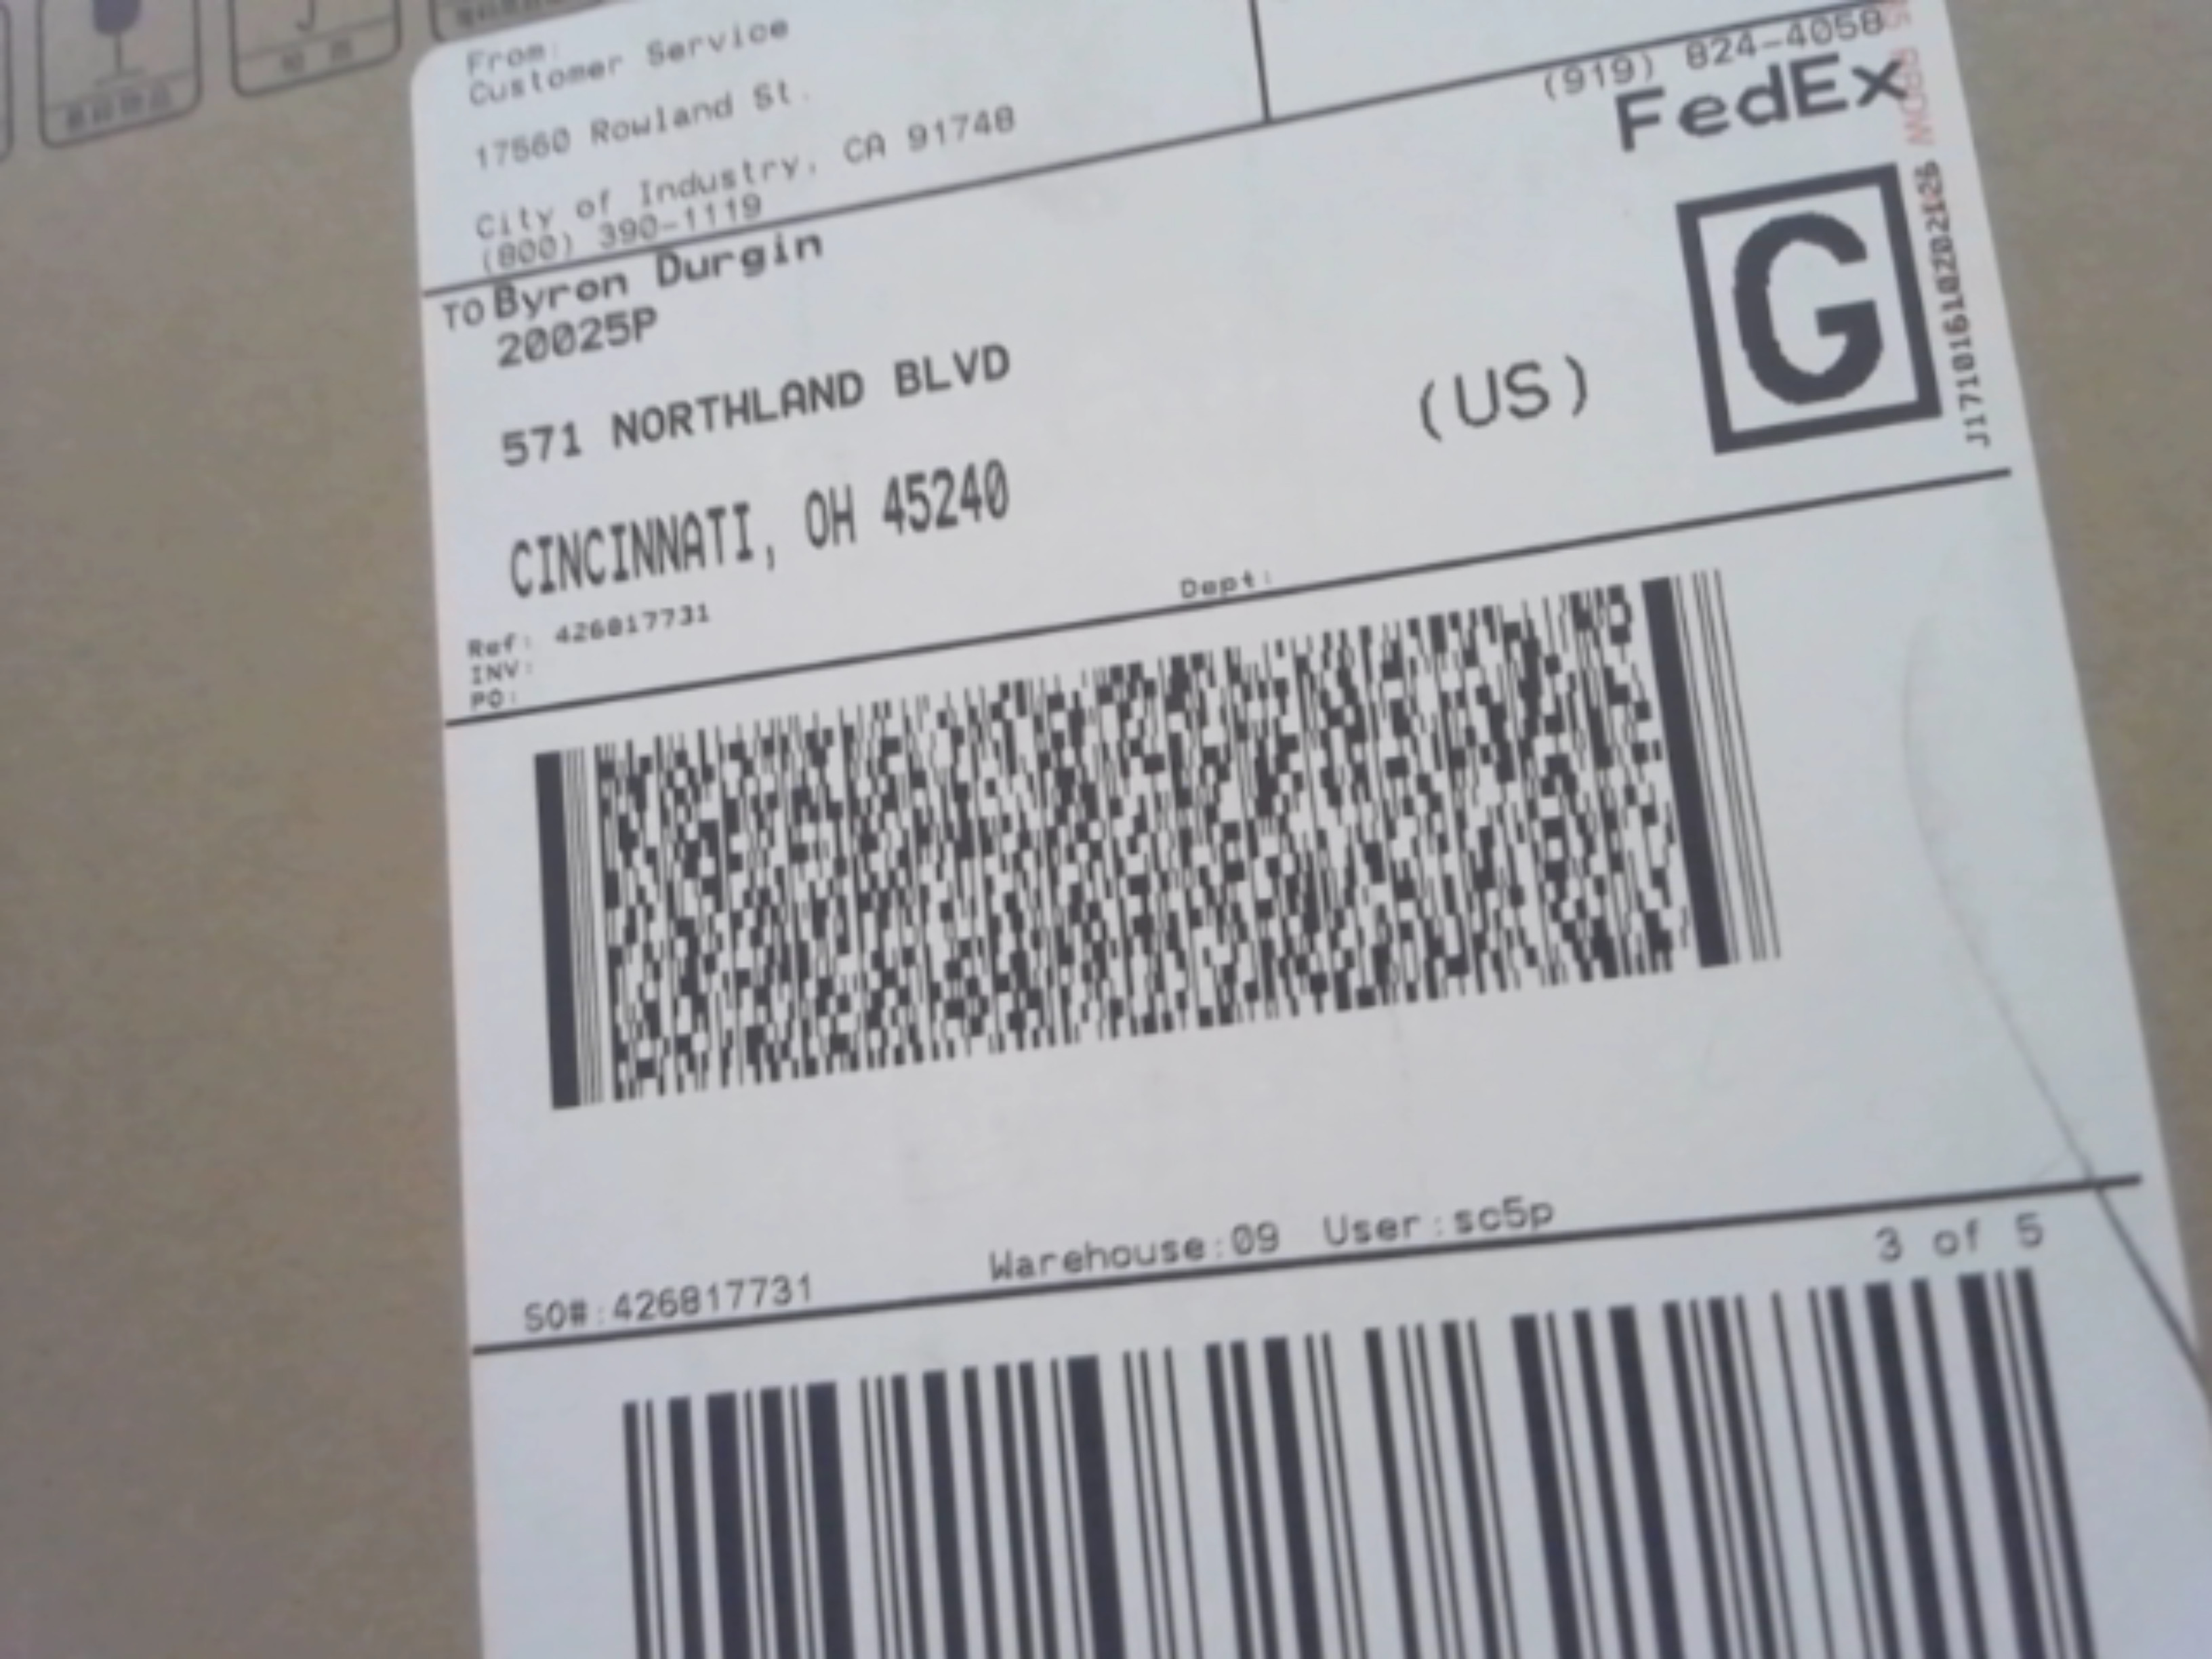 From:
Customer Service
17560 Rowland St.
City of Industry, CA 91748
(800) 390-1119
(919) 824-4058
FedEx
TO Byron Durgin
20025P
571 NORTHLAND BLVD
CINCINNATI, OH 45240
(US)
G
J17101610202126
Ref: 426817731
INV:
PO:
Dept:
SO#:426817731
Warehouse:09 User:sc5p
3 of 5